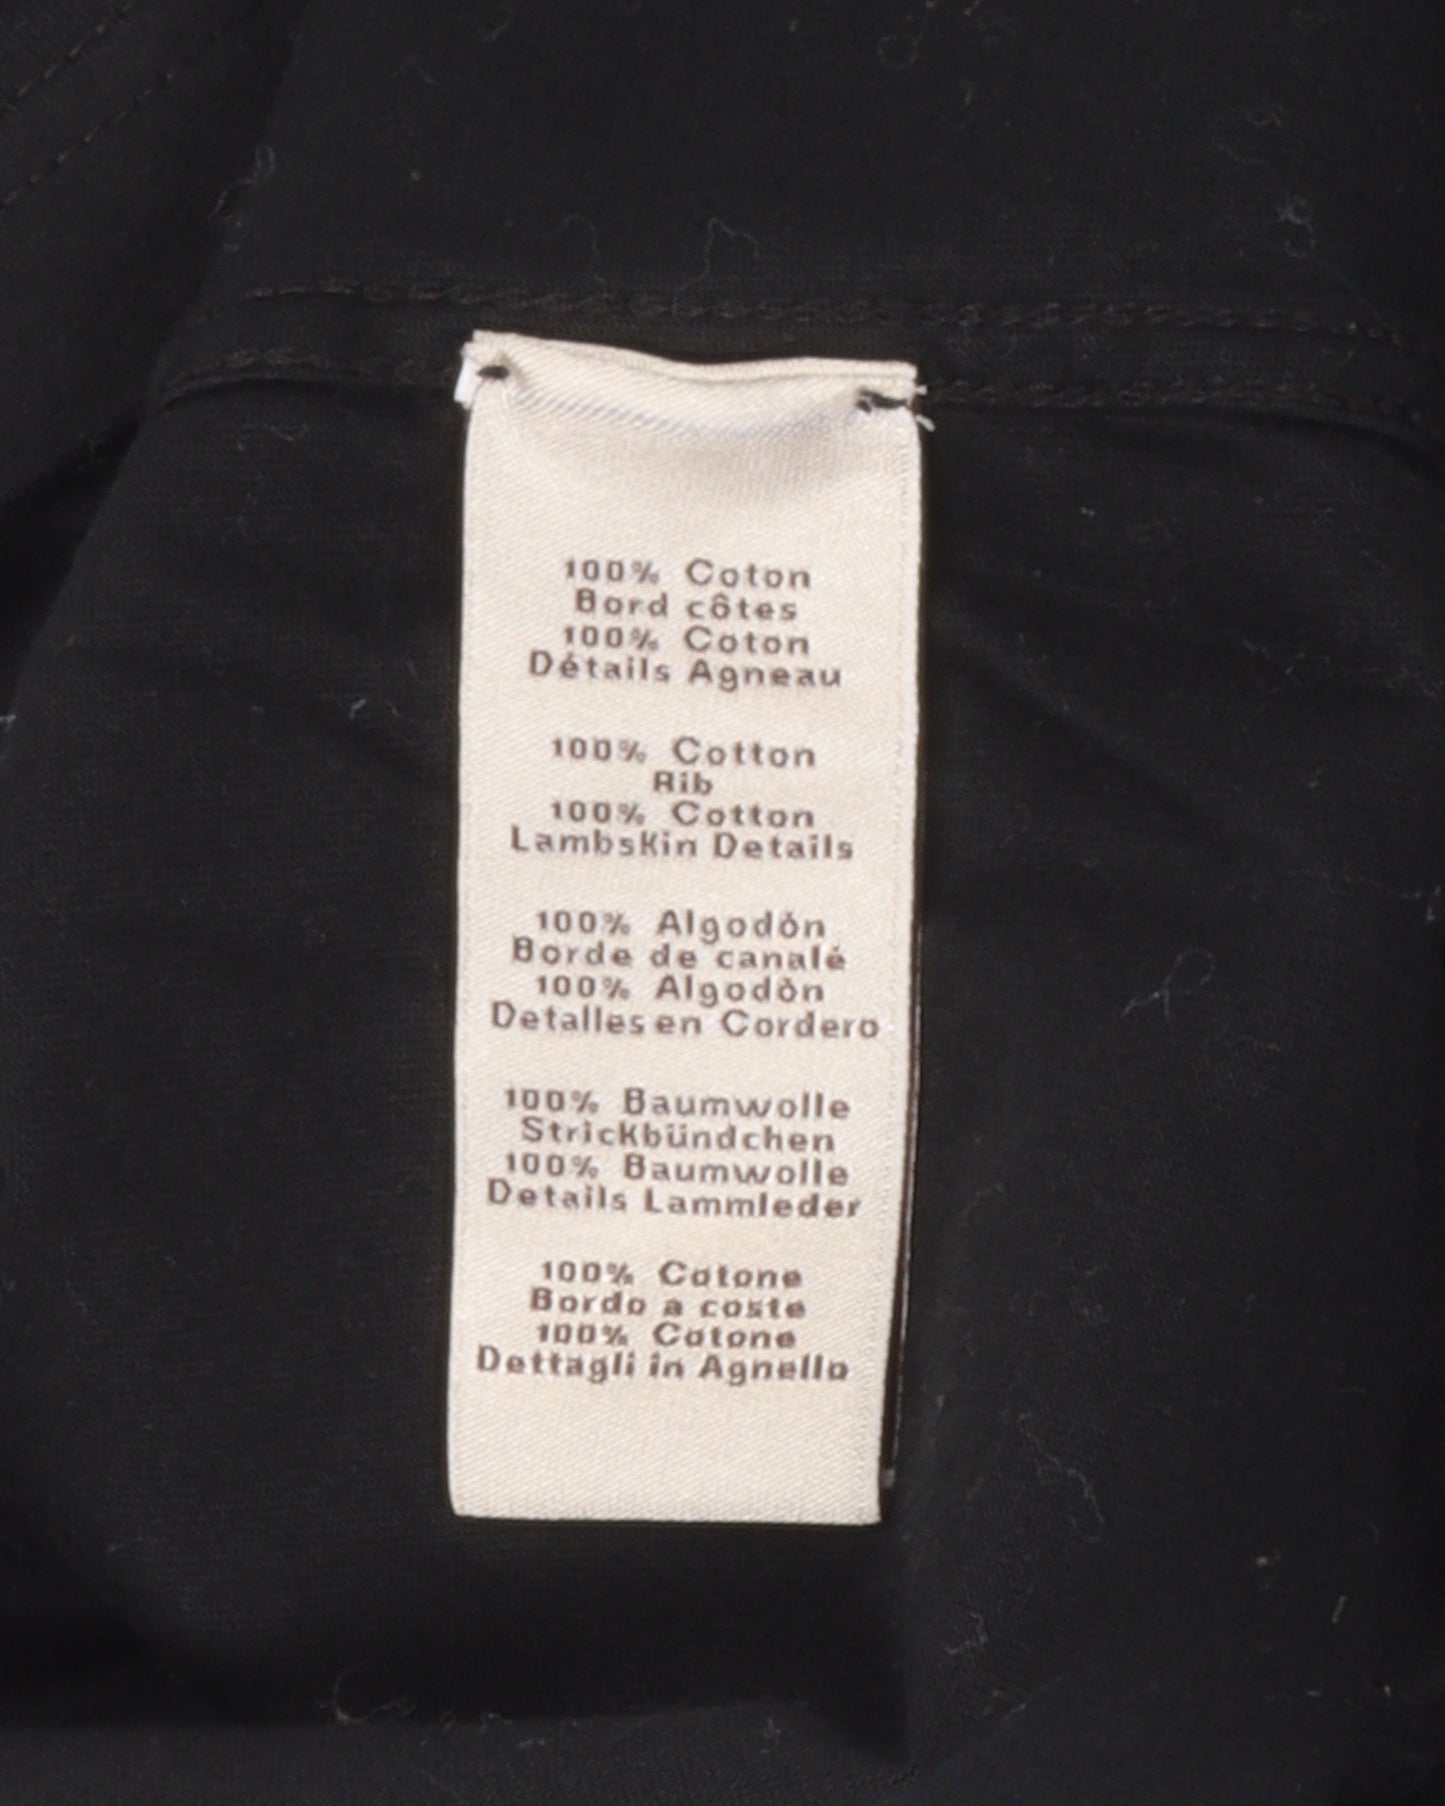 100% Coton
Bord côtes
100% Coton
Détails Agneau
100% Cotton
Rib
100% Cotton
Lambskin Details
100% Algodòn
Borde de canalé
100% Algodòn
Detalles en Cordero
100% Baumwolle
Strickbündchen
100% Baumwolle
Details Lammleder
100% Cotone
Bordo a coste
100% Cotone
Dettagli in Agnello